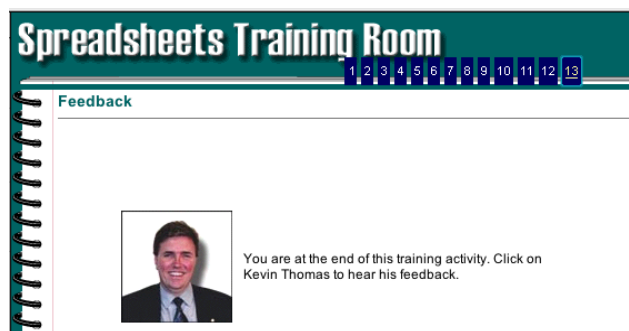 Spreadsheets Training Room
1 2 3 4 5 6 7 8 9 10 11 12 13
Feedback
You are at the end of this training activity. Click on
Kevin Thomas to hear his feedback.